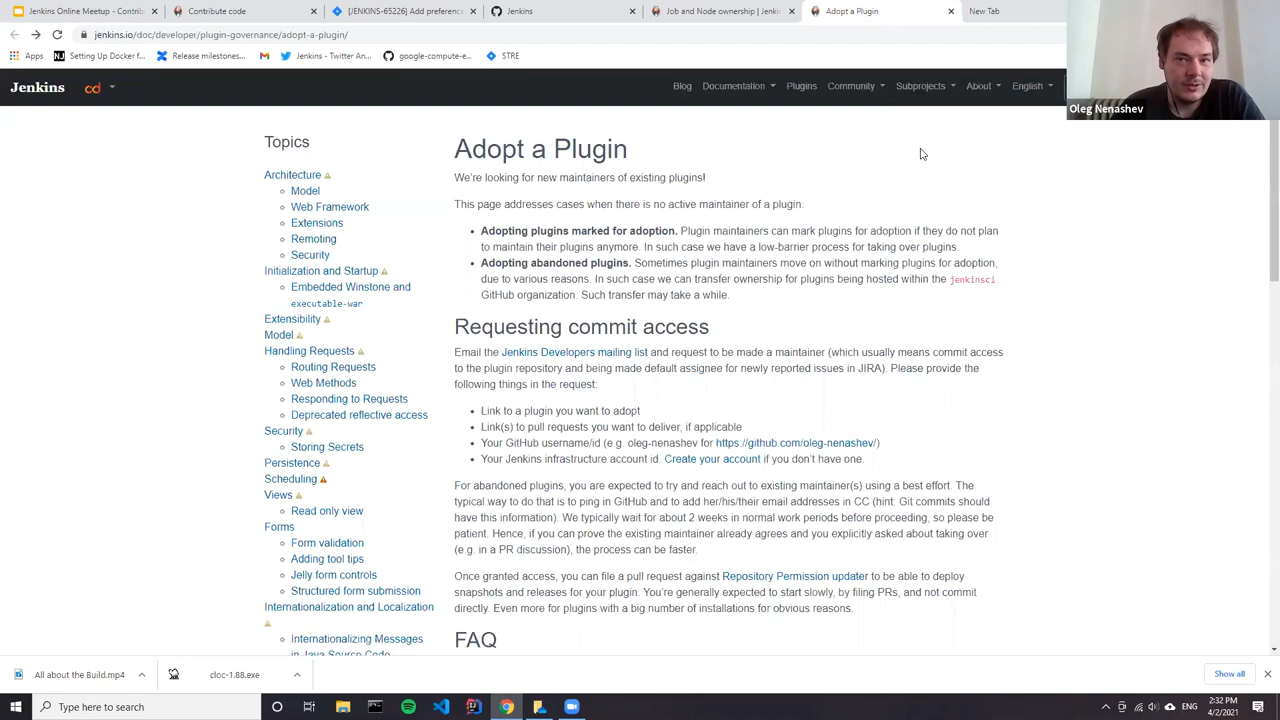 Jenkins Online Meetup - Contrib
Contribute code
[JENKINS-65226] Add preference
Jenkins
Job and Node ownership | Jenki
Adopt a Plugin
New Tab
jenkins.io/doc/developer/plugin-governance/adopt-a-plugin/
Apps
Setting Up Docker f...
Release milestones...
Jenkins - Twitter An...
google-compute-e...
STRE
Jenkins
cd
Blog
Documentation
Plugins
Community
Subprojects
About
English
Oleg Nenashev
Topics
Architecture
Model
Web Framework
Extensions
Remoting
Security
Initialization and Startup
Embedded Winstone and
executable-war
Extensibility
Model
Handling Requests
Routing Requests
Web Methods
Responding to Requests
Deprecated reflective access
Security
Storing Secrets
Persistence
Scheduling
Views
Read only view
Forms
Form validation
Adding tool tips
Jelly form controls
Structured form submission
Internationalization and Localization
Internationalizing Messages
in Java Source Code
Adopt a Plugin
We're looking for new maintainers of existing plugins!
This page addresses cases when there is no active maintainer of a plugin:
Adopting plugins marked for adoption. Plugin maintainers can mark plugins for adoption if they do not plan
to maintain their plugins anymore. In such case we have a low-barrier process for taking over plugins.
Adopting abandoned plugins. Sometimes plugin maintainers move on without marking plugins for adoption,
due to various reasons. In such case we can transfer ownership for plugins being hosted within the jenkinsci
GitHub organization. Such transfer may take a while.
Requesting commit access
Email the Jenkins Developers mailing list and request to be made a maintainer (which usually means commit access
to the plugin repository and being made default assignee for newly reported issues in JIRA). Please provide the
following things in the request:
Link to a plugin you want to adopt
Link(s) to pull requests you want to deliver, if applicable
Your GitHub username/id (e.g. oleg-nenashev for https://github.com/oleg-nenashev/)
Your Jenkins infrastructure account id. Create your account if you don't have one.
For abandoned plugins, you are expected to try and reach out to existing maintainer(s) using a best effort. The
typical way to do that is to ping in GitHub and to add her/his/their email addresses in CC (hint: Git commits should
have this information). We typically wait for about 2 weeks in normal work periods before proceeding, so please be
patient. Hence, if you can prove the existing maintainer already agrees and you explicitly asked about taking over
(e.g. in a PR discussion), the process can be faster.
Once granted access, you can file a pull request against Repository Permission updater to be able to deploy
snapshots and releases for your plugin. You're generally expected to start slowly, by filing PRs, and not commit
directly. Even more for plugins with a big number of installations for obvious reasons.
FAQ
All about the Build.mp4
cloc-1.88.exe
Show all
Type here to search
ENG
2:32 PM
4/2/2021